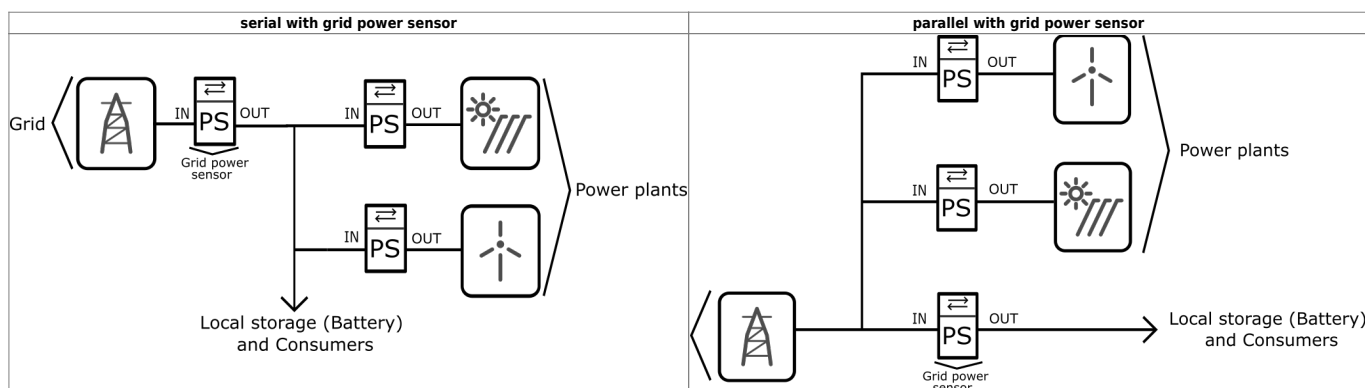 serial with grid power sensor
parallel with grid power sensor
Grid
IN
PS
OUT
Grid power
sensor
IN
PS
OUT
IN
PS
OUT
Power plants
Local storage (Battery)
and Consumers
IN
PS
OUT
IN
PS
OUT
Power plants
IN
PS
OUT
Local storage (Battery)
and Consumers
Grid power
sensor